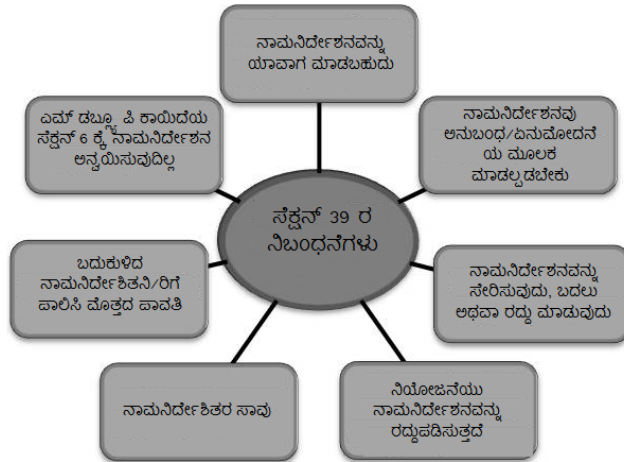 ನಾಮನಿರ್ದೇಶನವನ್ನು
ಯಾವಾಗ ಮಾಡಬಹುದು
ಎಮ್ ಡಬ್ಲ್ಯೂ ಪಿ ಕಾಯಿದೆಯ
ಸೆಕ್ಷನ್ 6 ಕ್ಕೆ ನಾಮನಿರ್ದೇಶನ
ಅನ್ವಯಿಸುವುದಿಲ್ಲ
ನಾಮನಿರ್ದೇಶನವು
ಅನುಬಂಧ/ಏನುಮೋದನೆ
ಯ ಮೂಲಕ
ಮಾಡಲ್ಪಡಬೇಕು
ಸೆಕ್ಷನ್ 39 ರ
ನಿಬಂಧನೆಗಳು
ಬದುಕುಳಿದ
ನಾಮನಿರ್ದೇಶಿತನಿ/ರಿಗೆ
ಪಾಲಿಸಿ ಮೊತ್ತದ ಪಾವತಿ
ನಾಮನಿರ್ದೇಶನವನ್ನು
ಸೇರಿಸುವುದು, ಬದಲು
ಅಥವಾ ರದ್ದು ಮಾಡುವುದು
ನಾಮನಿರ್ದೇಶಿತರ ಸಾವು
ನಿಯೋಜನೆಯು
ನಾಮನಿರ್ದೇಶನವನ್ನು
ರದ್ದುಪಡಿಸುತ್ತದೆ